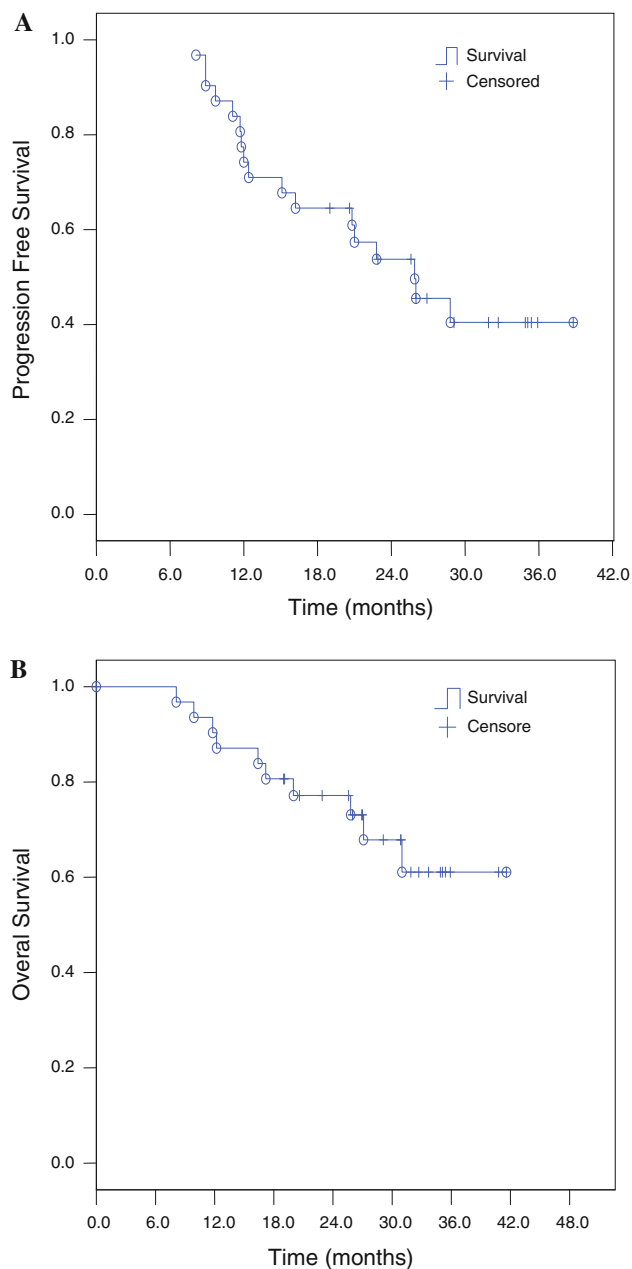 A
Survival
Censored
Progression Free Survival
1.0
0.8
0.6
0.4
0.2
0.0
0.0 6.0 12.0 18.0 24.0 30.0 36.0 42.0
Time (months)
B
Survival
Censore
Overal Survival
1.0
0.8
0.6
0.4
0.2
0.0
0.0 6.0 12.0 18.0 24.0 30.0 36.0 42.0 48.0
Time (months)